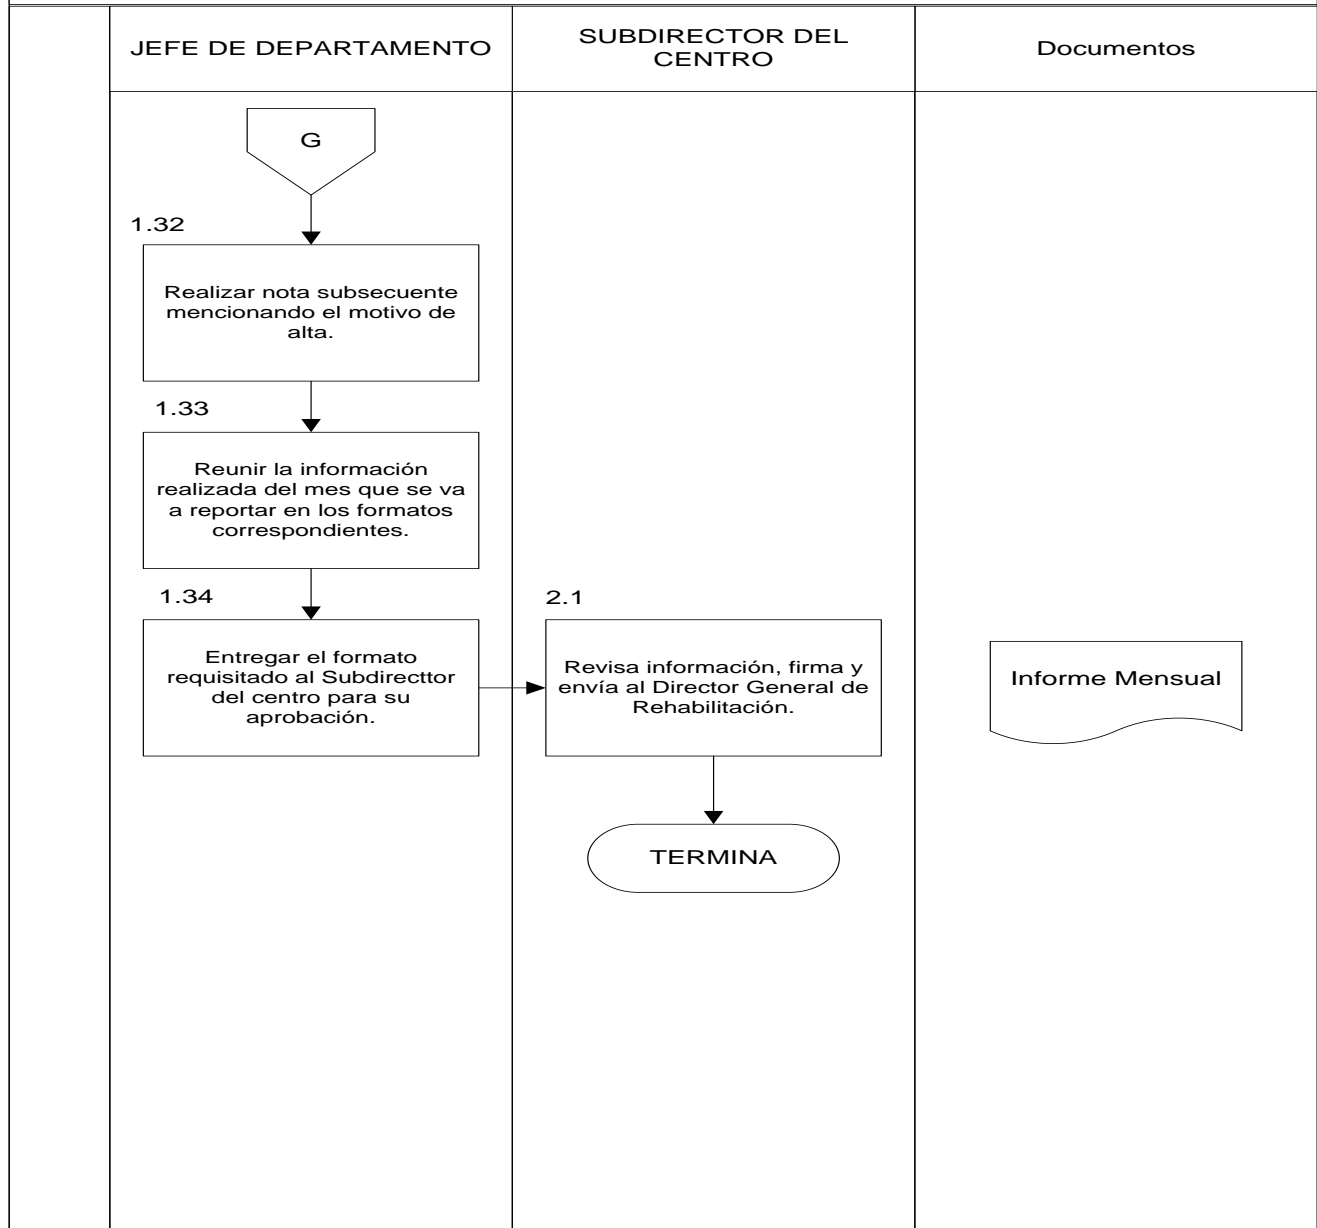 JEFE DE DEPARTAMENTO
SUBDIRECTOR DEL
CENTRO
Documentos
G
1.32
Realizar nota subsecuente
mencionando el motivo de
alta.
1.33
Reunir la información
realizada del mes que se va
a reportar en los formatos
correspondientes.
1.34
Entregar el formato
requisitado al Subdirecttor
del centro para su
aprobación.
2.1
Revisa información, firma y
envía al Director General de
Rehabilitación.
Informe Mensual
TERMINA